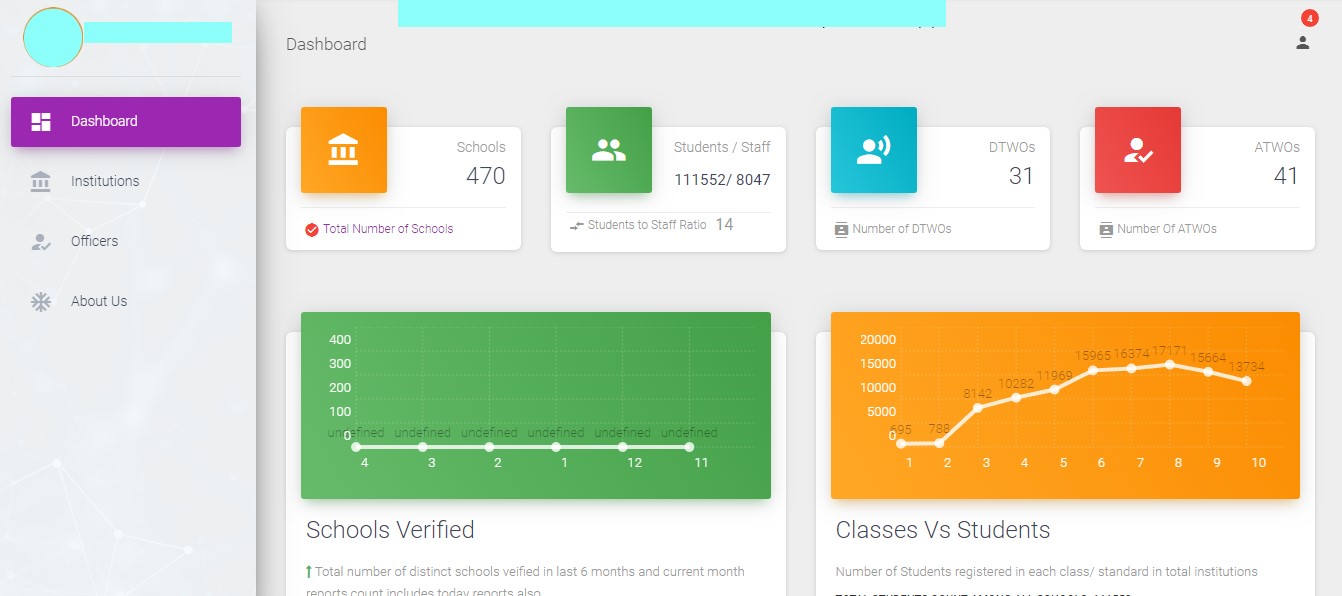 4
Dashboard
Dashboard
Institutions
Officers
About Us
Schools
470
Total Number of Schools
Students / Staff
111552/ 8047
Students to Staff Ratio 14
DTWOs
31
Number of DTWOs
ATWOs
41
Number Of ATWOs
400
300
200
100
0
undefined undefined undefined undefined undefined undefined
4 3 2 1 12 11
Schools Verified
Total number of distinct schools veified in last 6 months and current month
reports count includes today reports also
20000
15000
10000
5000
0
695 788 8142 10282 11969 15965 16374 17171 15664 13734
1 2 3 4 5 6 7 8 9 10
Classes Vs Students
Number of Students registered in each class/ standard in total institutions